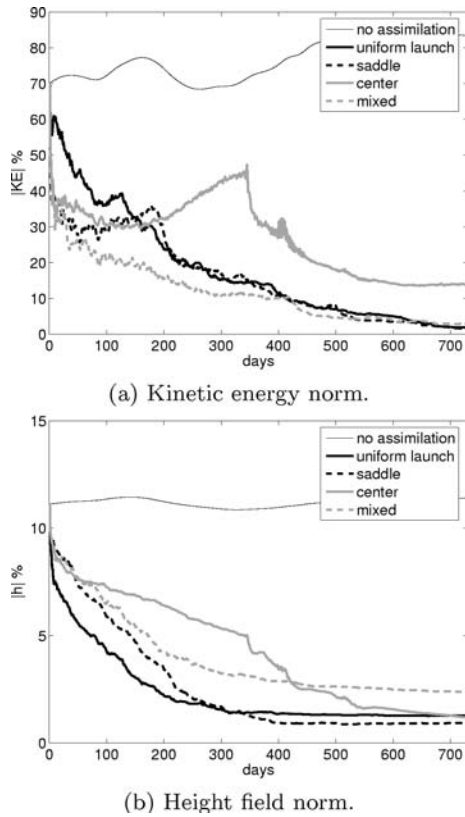 90
80
70
60
50
40
30
20
10
0
|KE| %
no assimilation
uniform launch
saddle
center
mixed
0 100 200 300 400 500 600 700
days
(a) Kinetic energy norm.
15
10
5
0
|h| %
no assimilation
uniform launch
saddle
center
mixed
0 100 200 300 400 500 600 700
days
(b) Height field norm.